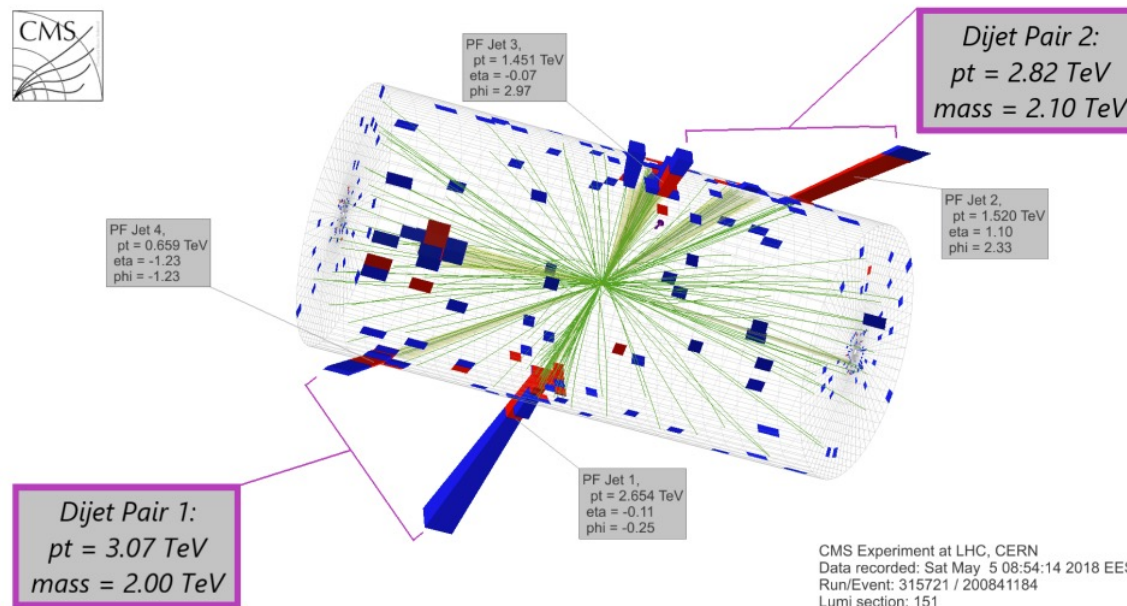 CMS
PF Jet 3,
pt = 1.451 TeV
eta = -0.07
phi = 2.97
Dijet Pair 2:
pt = 2.82 TeV
mass = 2.10 TeV
PF Jet 2,
pt = 1.520 TeV
eta = 1.10
phi = 2.33
PF Jet 4,
pt = 0.659 TeV
eta = -1.23
phi = -1.23
PF Jet 1,
pt = 2.654 TeV
eta = -0.11
phi = -0.25
Dijet Pair 1:
pt = 3.07 TeV
mass = 2.00 TeV
CMS Experiment at LHC, CERN
Data recorded: Sat May 5 08:54:14 2018 EES
Run/Event: 315721 / 200841184
Lumi section: 151